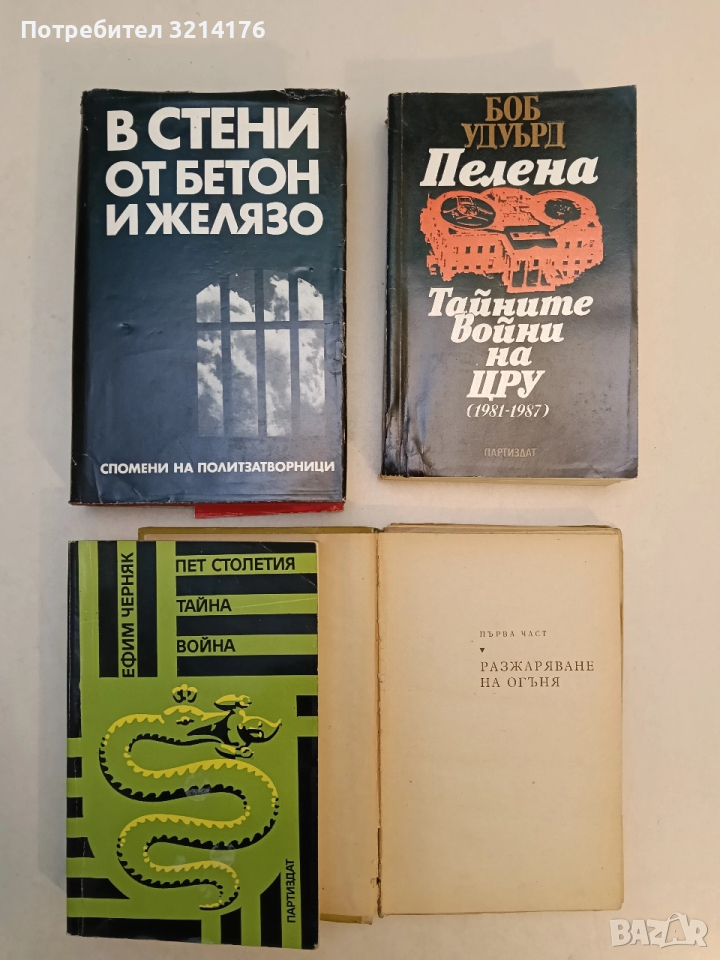 Потребител 3214176
В СТЕНИ
ОТ БЕТОН
И ЖЕЛЯЗО
СПОМЕНИ НА ПОЛИТЗАТВОРНИЦИ
БОБ
УДУЪРД
Пелена
Тайните
войни
на
ЦРУ
(1981-1987)
ПАРТИЗДАТ
ЕФИМ ЧЕРНЯК
ПЕТ СТОЛЕТИЯ
ТАЙНА
ВОЙНА
ПАРТИЗДАТ
ПЪРВА ЧАСТ
РАЗЖАРЯВАНЕ
НА ОГЪНЯ
BAZAR